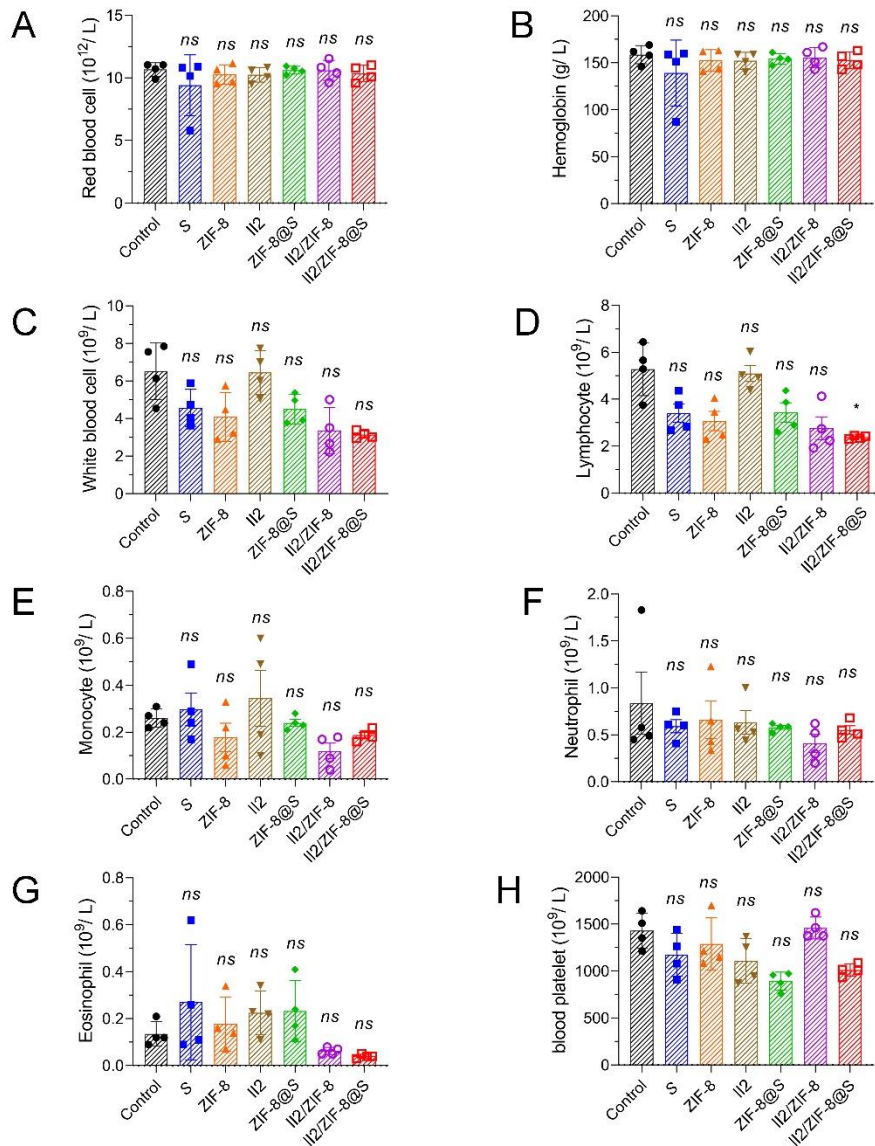 A
Red blood cell (10¹²/ L)
15
10
5
0
ns ns ns ns ns ns
Control S ZIF-8 Il2 ZIF-8@S Il2/ZIF-8 Il2/ZIF-8@S
B
Hemoglobin (g/ L)
200
150
100
50
0
ns ns ns ns ns ns
Control S ZIF-8 Il2 ZIF-8@S Il2/ZIF-8 Il2/ZIF-8@S
C
White blood cell (10⁹/ L)
10
8
6
4
2
0
ns ns ns ns ns ns
Control S ZIF-8 Il2 ZIF-8@S Il2/ZIF-8 Il2/ZIF-8@S
D
Lymphocyte (10⁹/ L)
8
6
4
2
0
ns ns ns ns ns *
Control S ZIF-8 Il2 ZIF-8@S Il2/ZIF-8 Il2/ZIF-8@S
E
Monocyte (10⁹/ L)
0.8
0.6
0.4
0.2
0.0
ns ns ns ns ns ns
Control S ZIF-8 Il2 ZIF-8@S Il2/ZIF-8 Il2/ZIF-8@S
F
Neutrophil (10⁹/ L)
2.0
1.5
1.0
0.5
0.0
ns ns ns ns ns ns
Control S ZIF-8 Il2 ZIF-8@S Il2/ZIF-8 Il2/ZIF-8@S
G
Eosinophil (10⁹/ L)
0.8
0.6
0.4
0.2
0.0
ns ns ns ns ns ns
Control S ZIF-8 Il2 ZIF-8@S Il2/ZIF-8 Il2/ZIF-8@S
H
blood platelet (10⁹/ L)
2000
1500
1000
500
0
ns ns ns ns ns ns
Control S ZIF-8 Il2 ZIF-8@S Il2/ZIF-8 Il2/ZIF-8@S